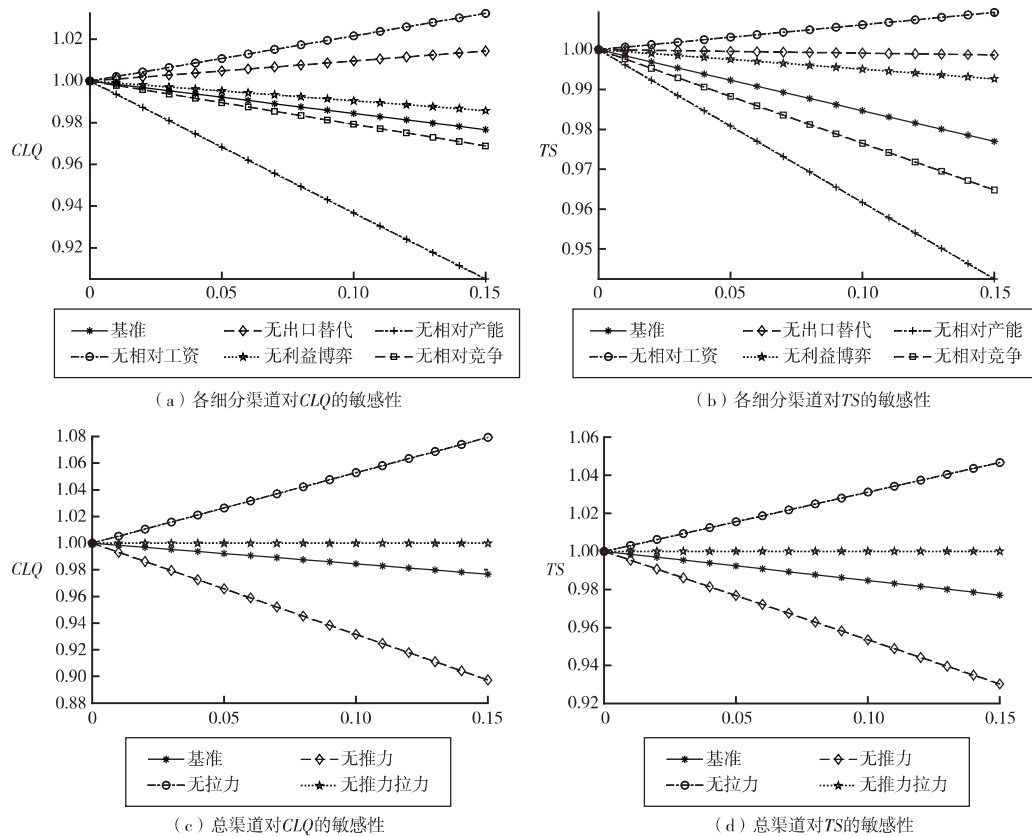 1.02
1.00
0.98
CLQ
0.96
0.94
0.92
0 0.05 0.10 0.15
基准 无出口替代 无相对产能
无相对工资 无利益博弈 无相对竞争
（a）各细分渠道对CLQ的敏感性
1.00
0.99
0.98
TS
0.97
0.96
0.95
0 0.05 0.10 0.15
基准 无出口替代 无相对产能
无相对工资 无利益博弈 无相对竞争
（b）各细分渠道对TS的敏感性
1.08
1.06
1.04
1.02
1.00
CLQ
0.98
0.96
0.94
0.92
0.90
0.88
0 0.05 0.10 0.15
基准 无推力
无拉力 无推力拉力
（c）总渠道对CLQ的敏感性
1.06
1.04
1.02
1.00
TS
0.98
0.96
0.94
0.92
0 0.05 0.10 0.15
基准 无推力
无拉力 无推力拉力
（d）总渠道对TS的敏感性